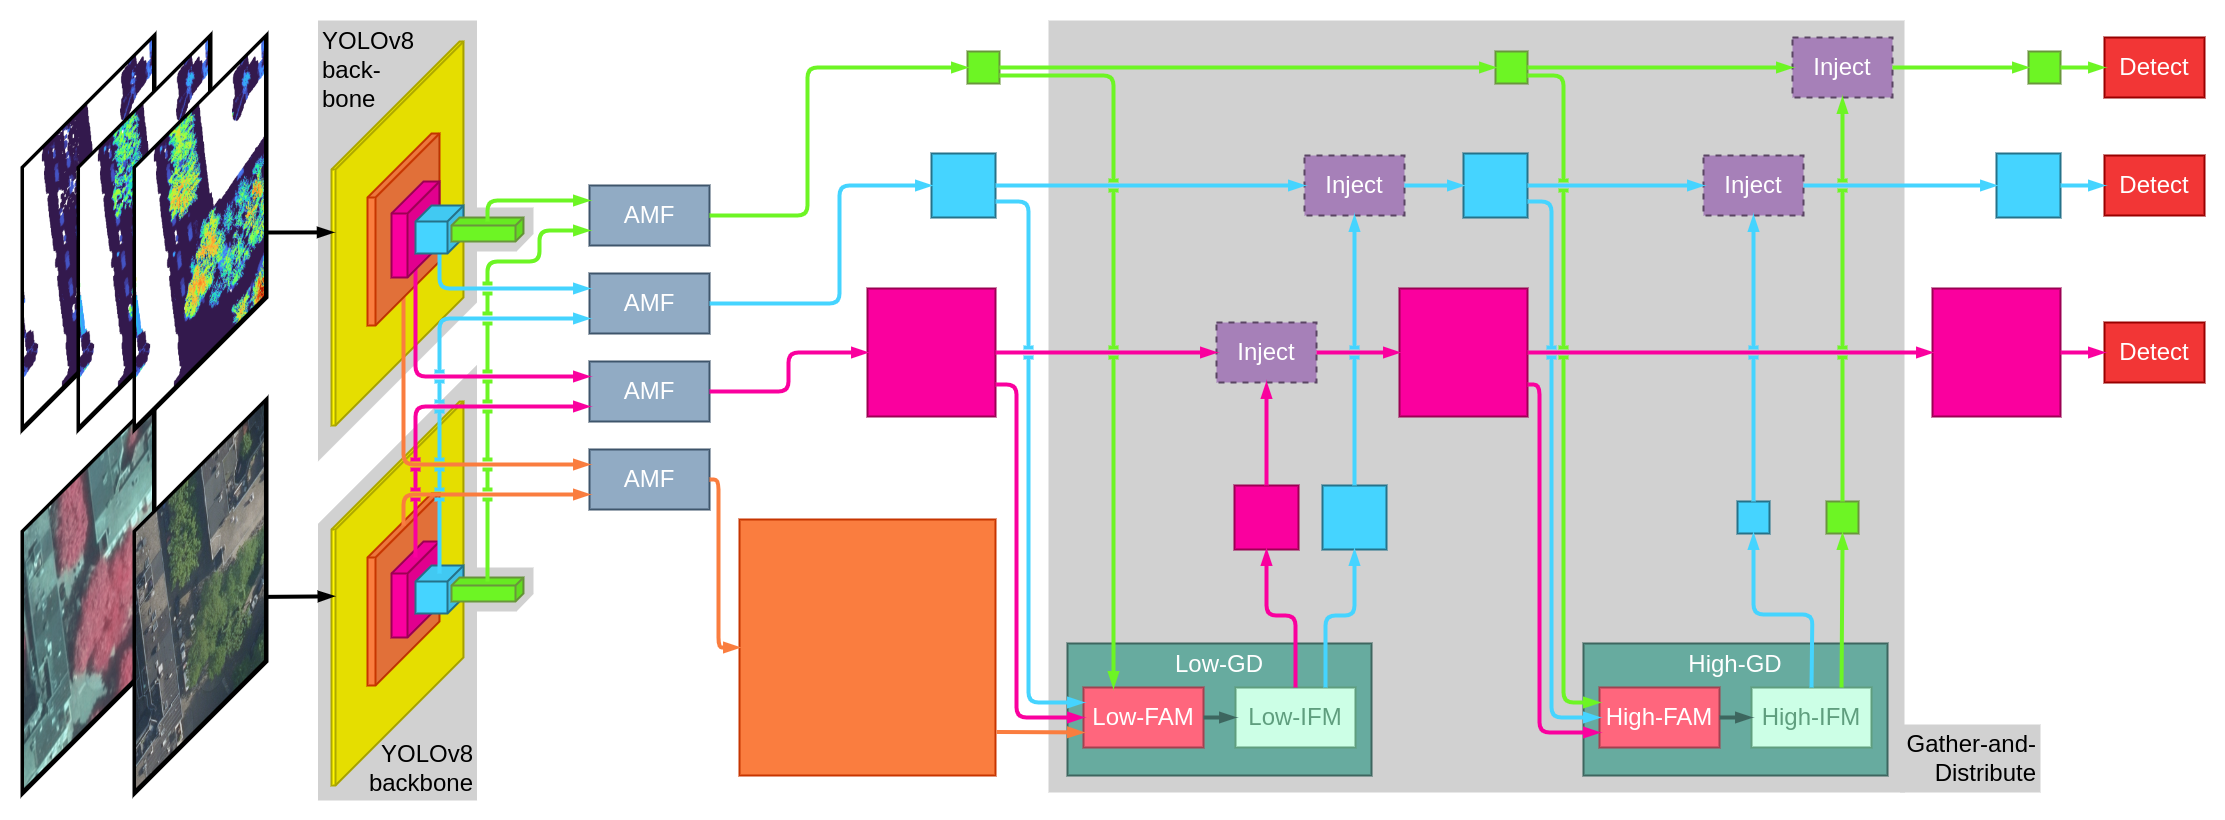 YOLOv8
back-
bone
AMF
AMF
AMF
AMF
YOLOv8
backbone
Inject
Detect
Inject
Inject
Detect
Inject
Detect
Low-GD
Low-FAM
Low-IFM
High-GD
High-FAM
High-IFM
Gather-and-
Distribute